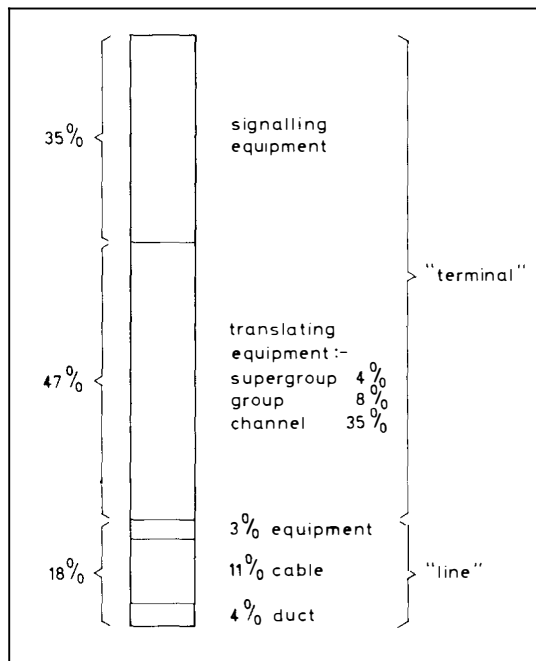 35%
signalling
equipment
"terminal"
translating
equipment :-
supergroup 4%
47%
group 8%
channel 35%
3% equipment
18%
11% cable
"line"
4% duct